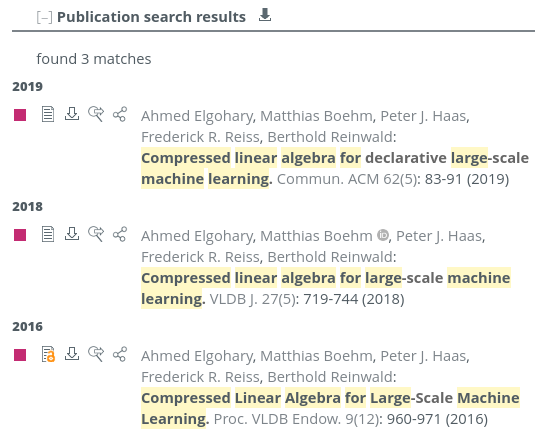 [–] Publication search results
found 3 matches
2019
Ahmed Elgohary, Matthias Boehm, Peter J. Haas,
Frederick R. Reiss, Berthold Reinwald:
Compressed linear algebra for declarative large-scale
machine learning. Commun. ACM 62(5): 83-91 (2019)
2018
Ahmed Elgohary, Matthias Boehm iD, Peter J. Haas,
Frederick R. Reiss, Berthold Reinwald:
Compressed linear algebra for large-scale machine
learning. VLDB J. 27(5): 719-744 (2018)
2016
Ahmed Elgohary, Matthias Boehm, Peter J. Haas,
Frederick R. Reiss, Berthold Reinwald:
Compressed Linear Algebra for Large-Scale Machine
Learning. Proc. VLDB Endow. 9(12): 960-971 (2016)